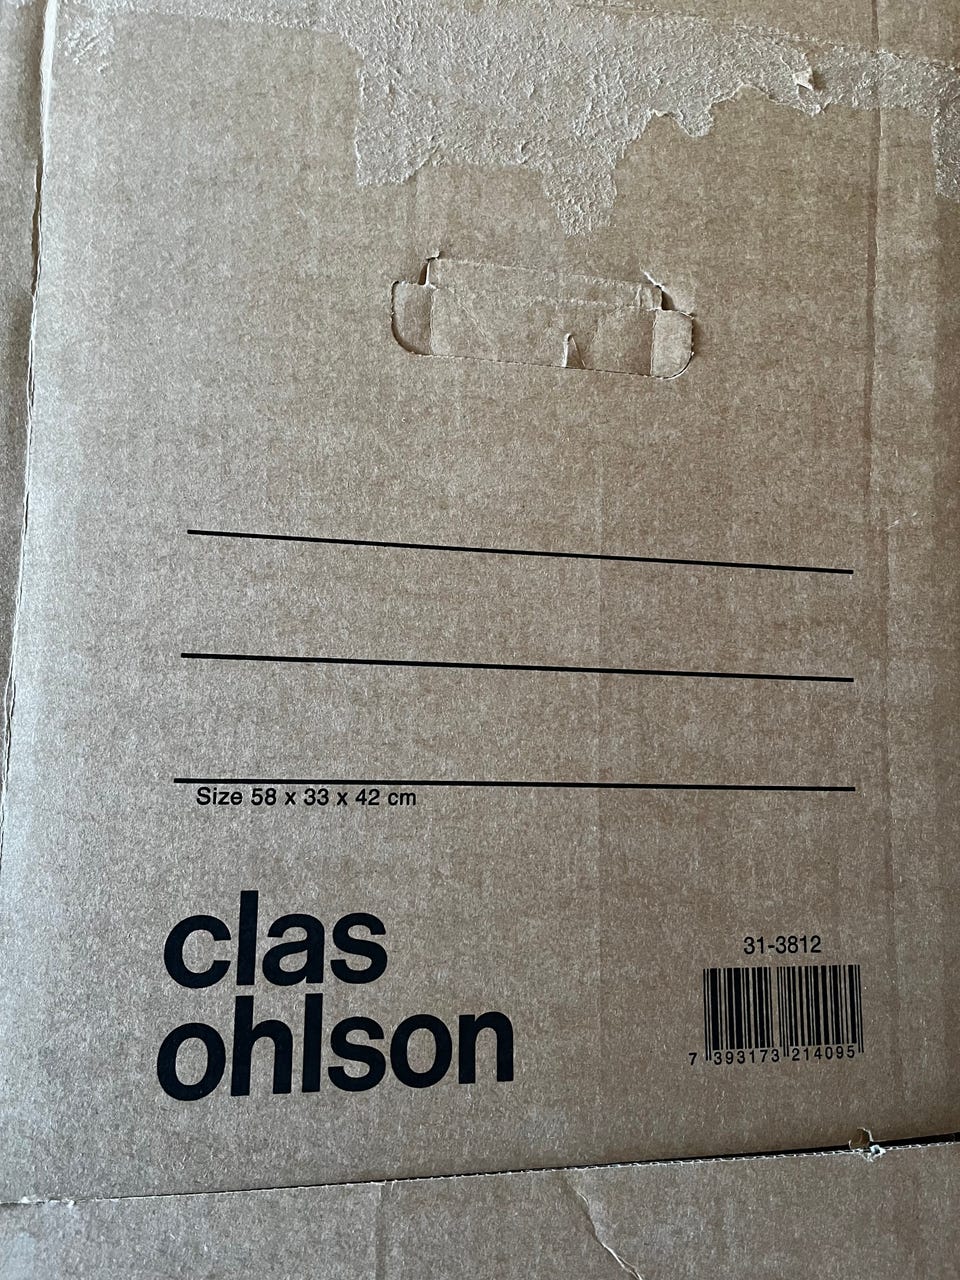 Size 58 x 33 x 42 cm
clas
ohlson
31-3812
7 393173 214095